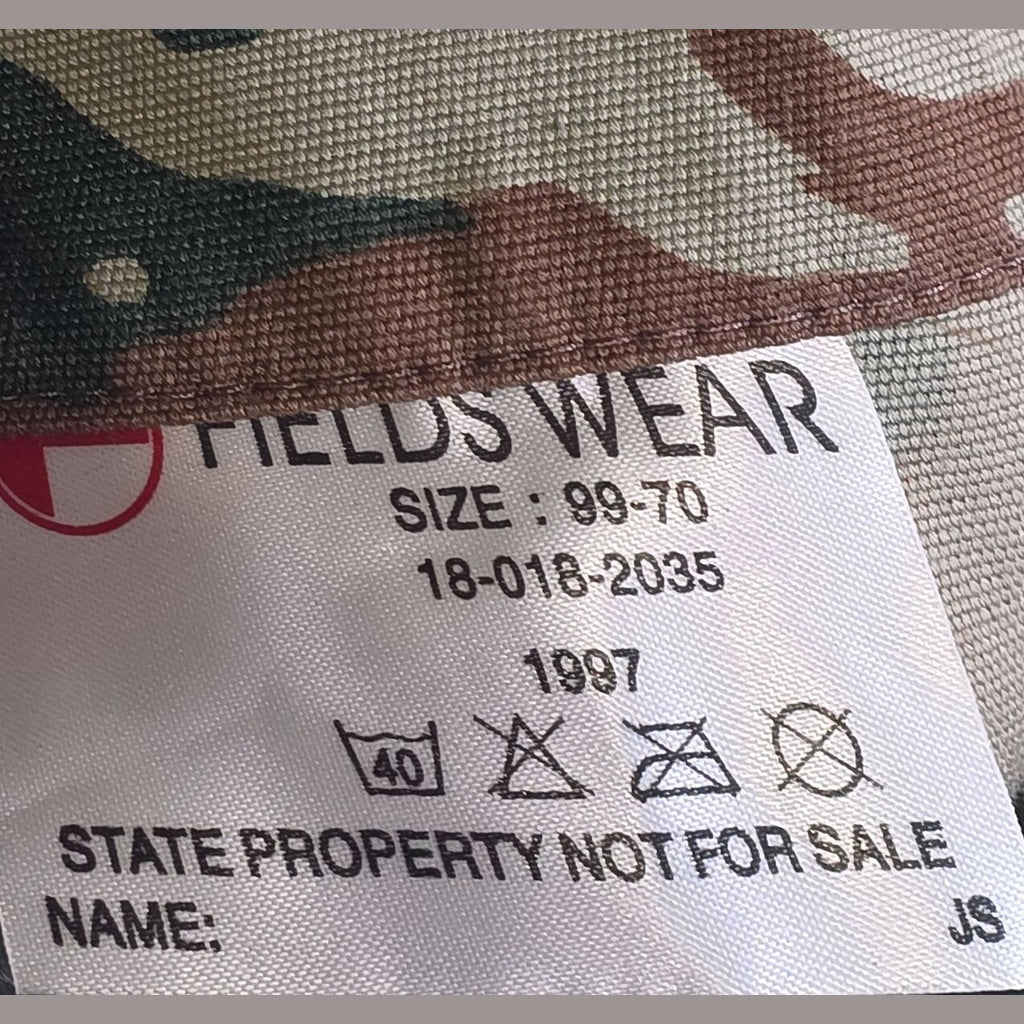 FIELDS WEAR
SIZE : 99-70
18-018-2035
1997
40
STATE PROPERTY NOT FOR SALE
NAME:
JS